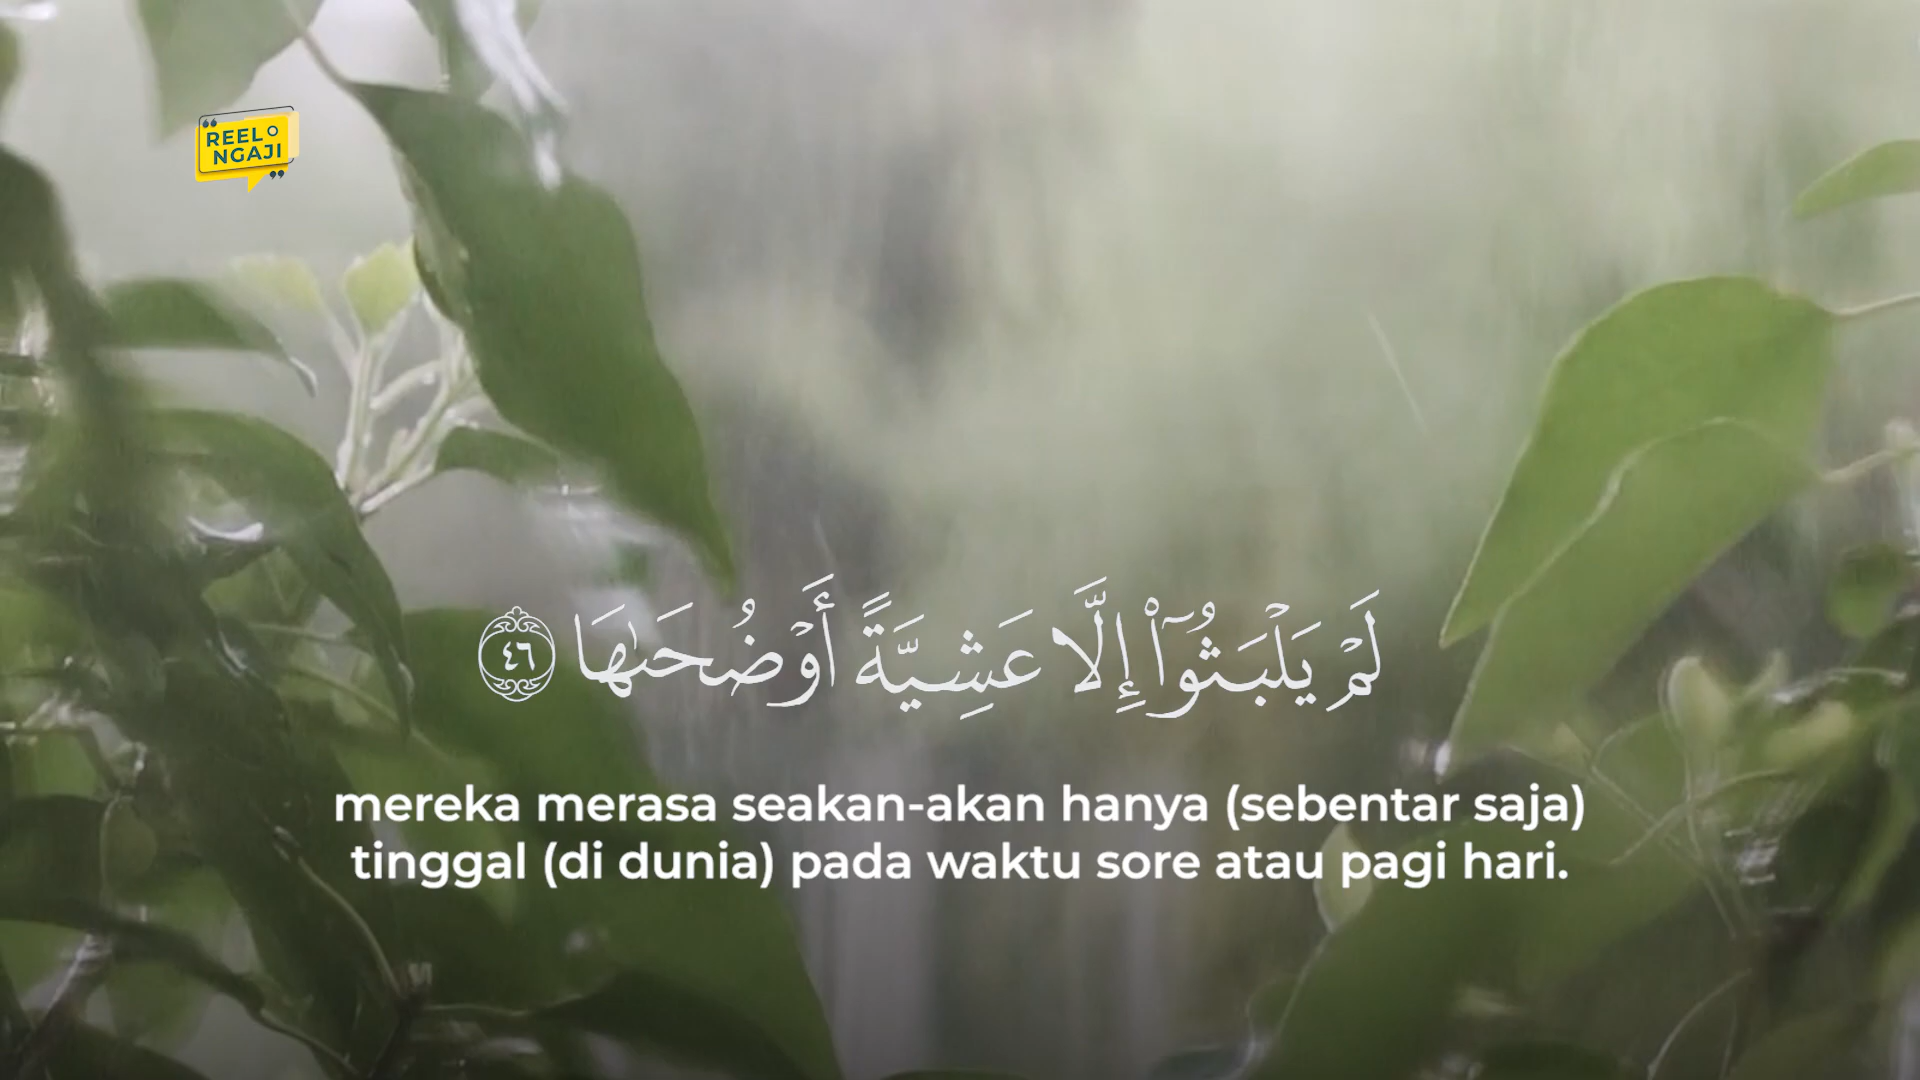 REEL
NGAJI
لَمْ يَلْبَثُوٓا۟ إِلَّا عَشِيَّةً أَوْ ضُحَىٰهَا ٤٦
mereka merasa seakan-akan hanya (sebentar saja)
tinggal (di dunia) pada waktu sore atau pagi hari.